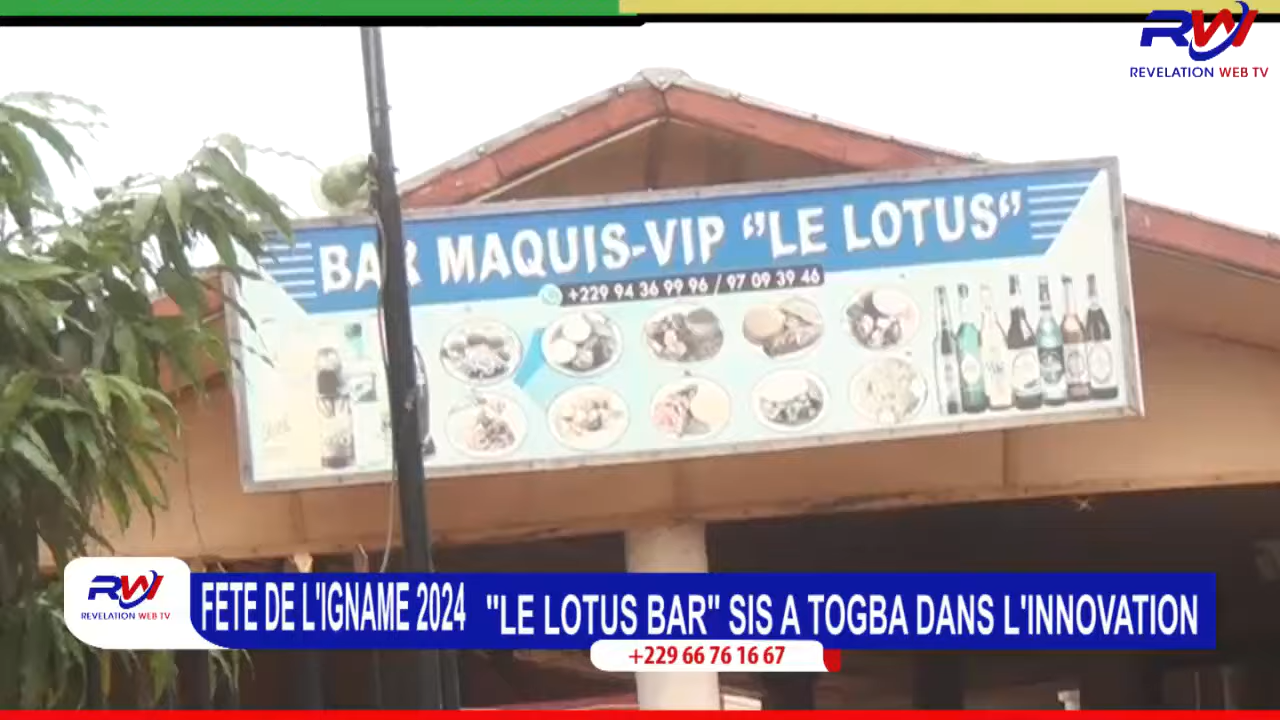 RW
REVELATION WEB TV
BAR MAQUIS-VIP “LE LOTUS“
+229 94 36 99 96 / 97 09 39 46
RW
REVELATION WEB TV
FETE DE L'IGNAME 2024 "LE LOTUS BAR" SIS A TOGBA DANS L'INNOVATION
+229 66 76 16 67